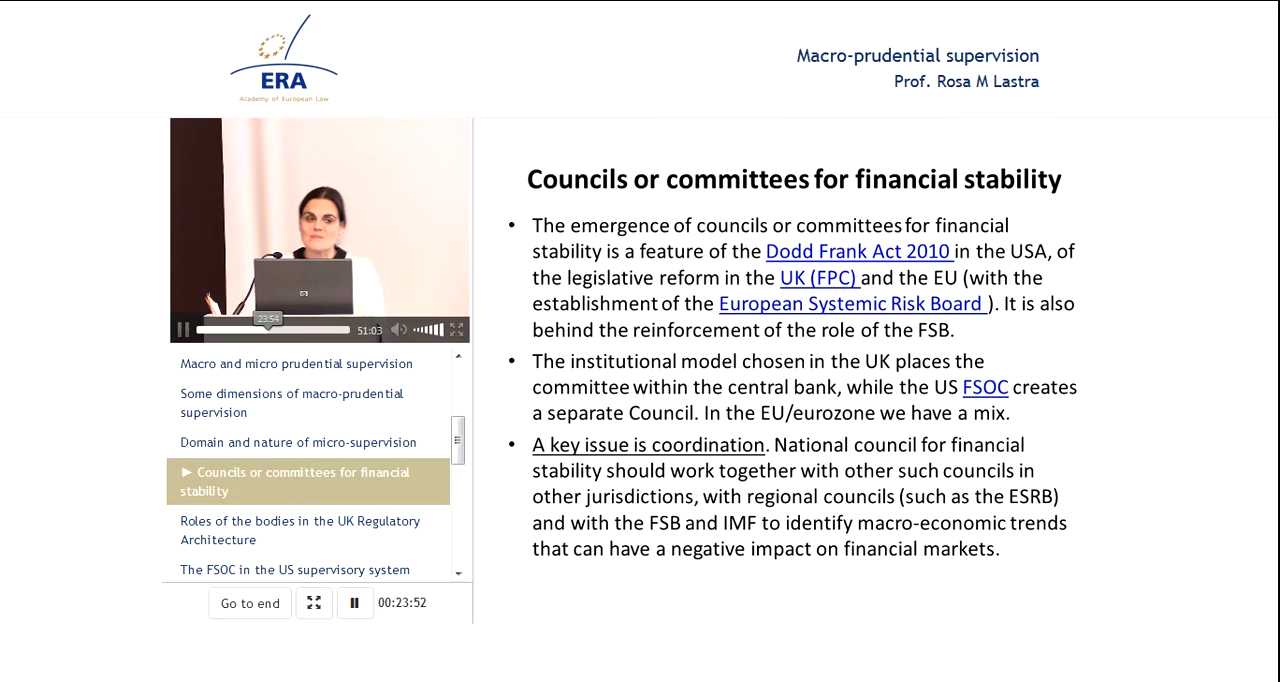 ERA
Academy of European Law
Macro-prudential supervision
Prof. Rosa M Lastra
23:54
51:03
Macro and micro prudential supervision
Some dimensions of macro-prudential
supervision
Domain and nature of micro-supervision
► Councils or committees for financial
stability
Roles of the bodies in the UK Regulatory
Architecture
The FSOC in the US supervisory system
Go to end
00:23:52
Councils or committees for financial stability
• The emergence of councils or committees for financial
stability is a feature of the Dodd Frank Act 2010 in the USA, of
the legislative reform in the UK (FPC) and the EU (with the
establishment of the European Systemic Risk Board ). It is also
behind the reinforcement of the role of the FSB.
• The institutional model chosen in the UK places the
committee within the central bank, while the US FSOC creates
a separate Council. In the EU/eurozone we have a mix.
• A key issue is coordination. National council for financial
stability should work together with other such councils in
other jurisdictions, with regional councils (such as the ESRB)
and with the FSB and IMF to identify macro-economic trends
that can have a negative impact on financial markets.